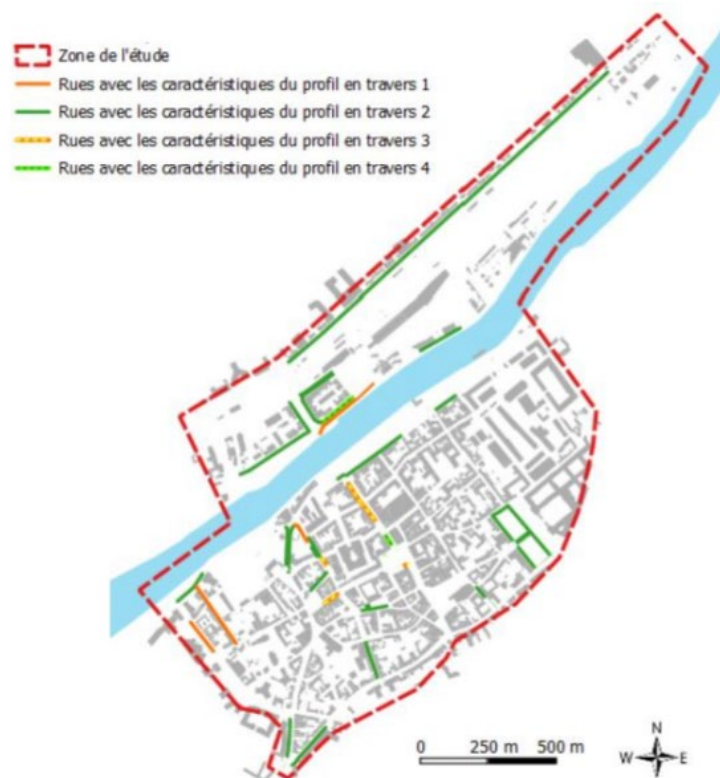 Zone de l'étude
Rues avec les caractéristiques du profil en travers 1
Rues avec les caractéristiques du profil en travers 2
Rues avec les caractéristiques du profil en travers 3
Rues avec les caractéristiques du profil en travers 4
0 250 m 500 m
N
W E
S